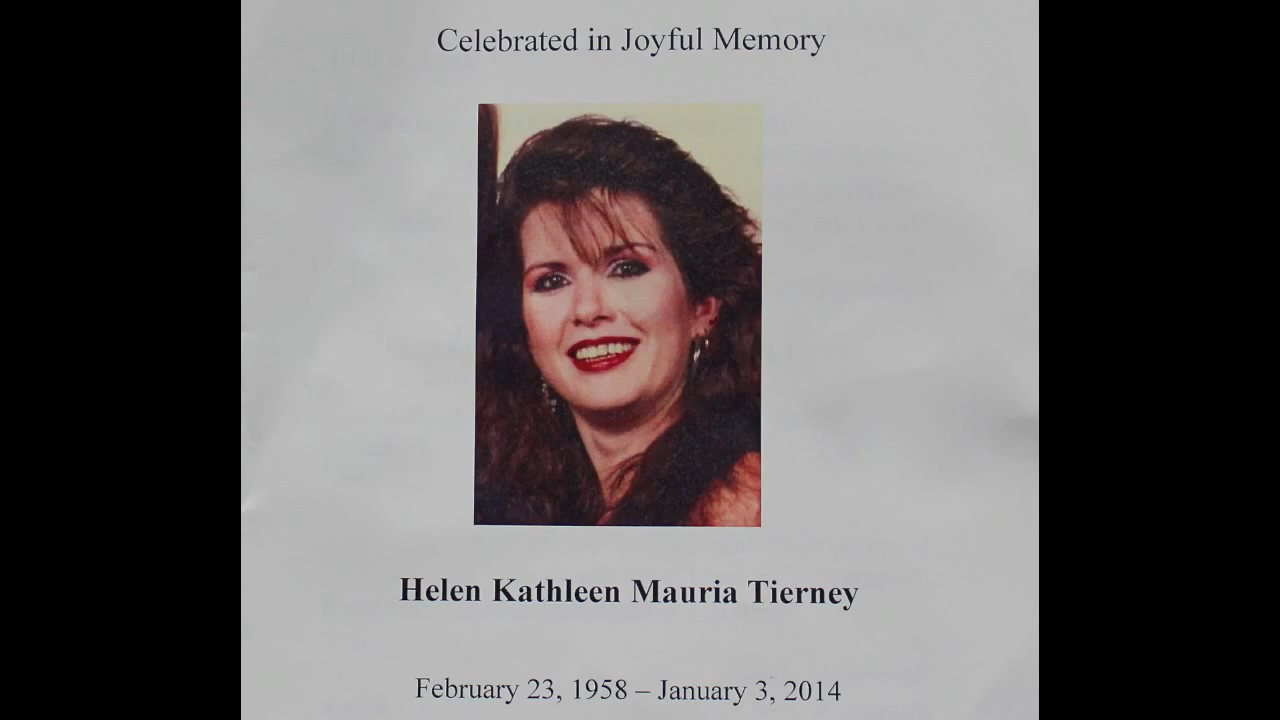 Celebrated in Joyful Memory
Helen Kathleen Mauria Tierney
February 23, 1958 – January 3, 2014